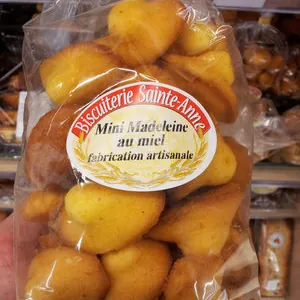 Biscuiterie Sainte-Anne
Mini Madeleine
au miel
fabrication artisanale